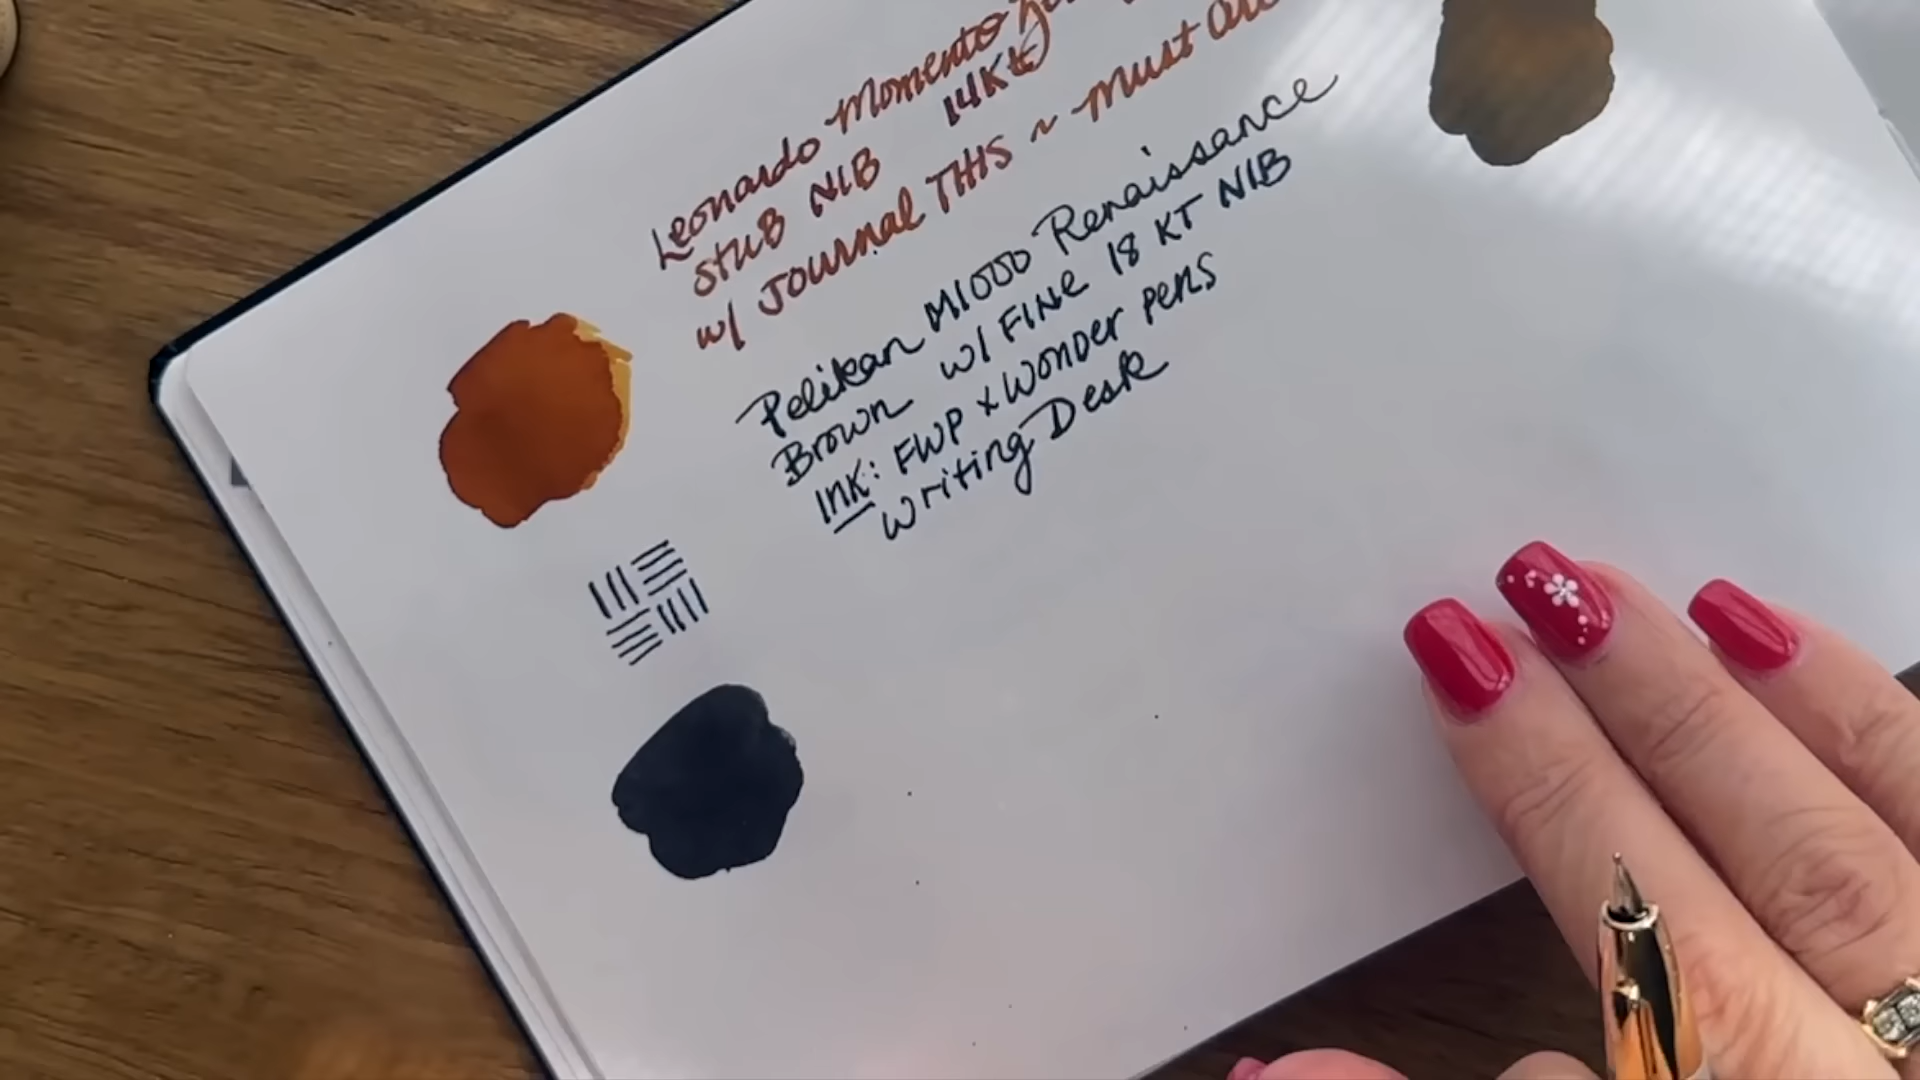 Leonardo Momento
STUB NIB 14Kt
w/ JOURNAL THIS ~ MUST
Pelikan M1000 Renaissance
Brown w/ FINE 18 KT NIB
INK: FWP x Wonder Pens
Writing Desk